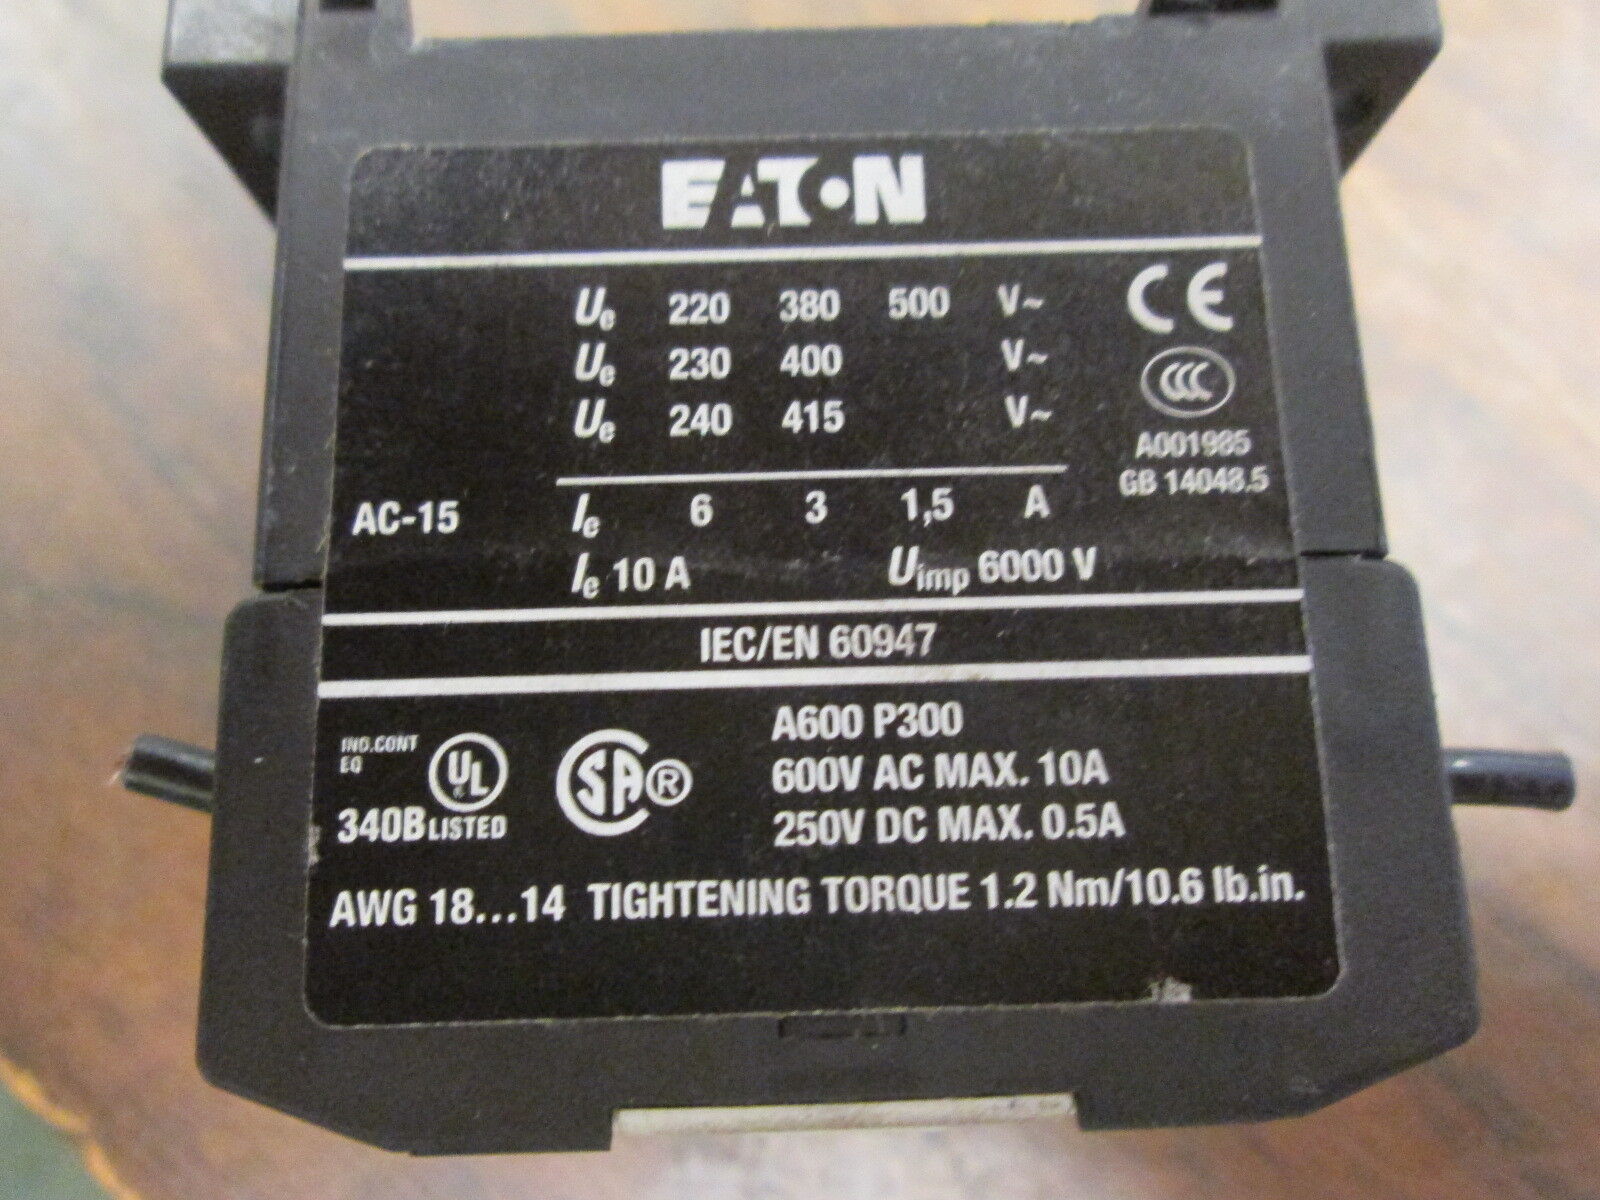 EATON
Ue 220 380 500 V~
Ue 230 400 V~
Ue 240 415 V~
CE
CCC
A001985
GB 14048.5
AC-15 Ie 6 3 1,5 A
Ie 10 A Uimp 6000 V
IEC/EN 60947
IND.CONT
EQ
UL
340B LISTED
SA®
A600 P300
600V AC MAX. 10A
250V DC MAX. 0.5A
AWG 18...14 TIGHTENING TORQUE 1.2 Nm/10.6 lb.in.